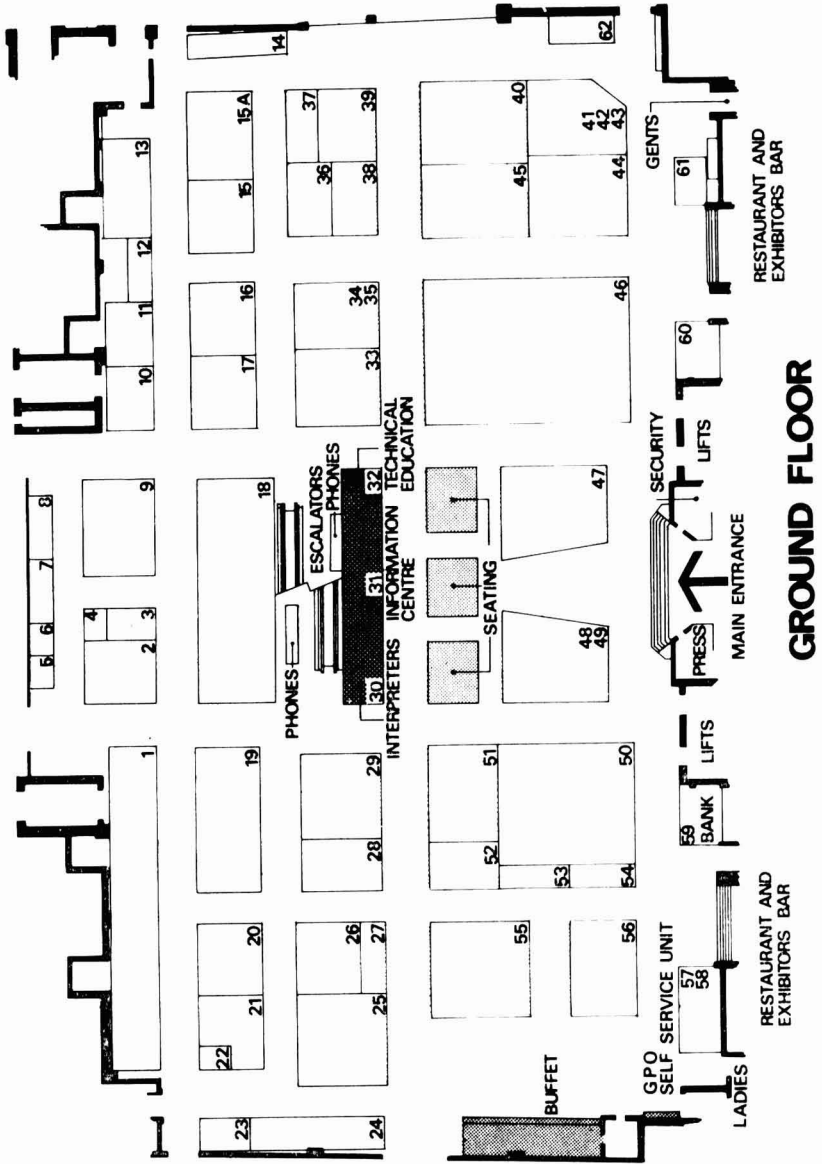 5
6
7
8
4
3
2
9
1
10
11
12
13
14
19
18
17
16
15
15A
20
21
22
23
PHONES
ESCALATORS
PHONES
30
31
32
INTERPRETERS
INFORMATION
CENTRE
TECHNICAL
EDUCATION
24
25
26
27
28
29
33
34
35
36
37
38
39
SEATING
51
52
53
54
50
55
56
48
49
47
46
45
40
41
42
43
44
62
BUFFET
GPO
SELF SERVICE UNIT
57
58
LADIES
RESTAURANT AND
EXHIBITORS BAR
59
BANK
LIFTS
PRESS
MAIN ENTRANCE
SECURITY
LIFTS
60
61
GENTS
RESTAURANT AND
EXHIBITORS BAR
GROUND FLOOR